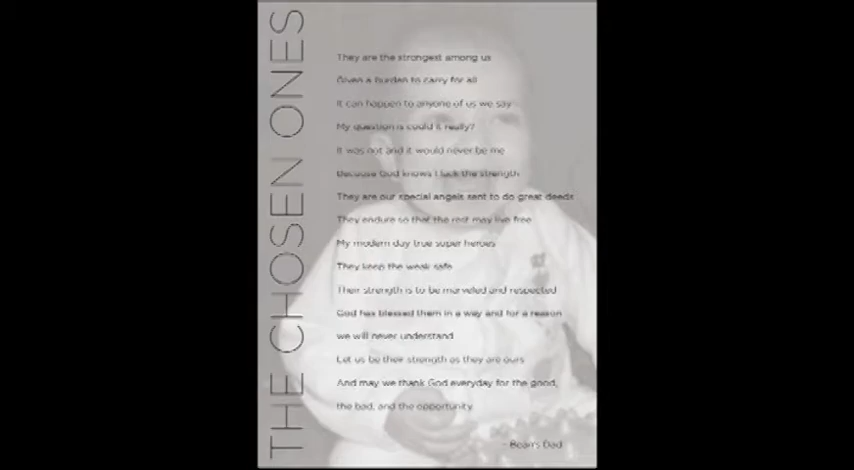 THE CHOSEN ONES
They are the strongest among us
Given a burden to carry for all
It can happen to anyone of us we say
My question is could it really?
It was not and it would never be me
Because God knows I lack the strength
They are our special angels sent to do great deeds
They endure so that the rest may live free
My modern day true super heroes
They keep the weak safe
Their strength is to be marveled and respected
God has blessed them in a way and for a reason
we will never understand
Let us be their strength as they are ours
And may we thank God everyday for the good,
the bad, and the opportunity
- Bean's Dad